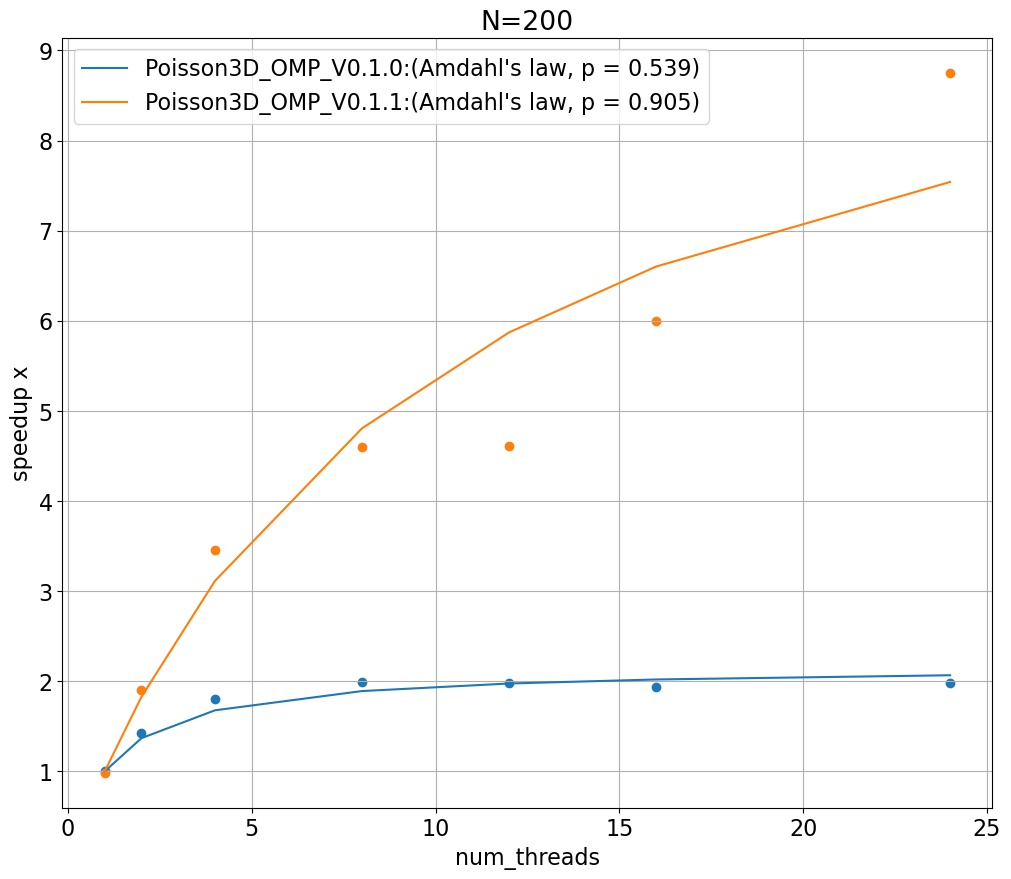 N=200
Poisson3D_OMP_V0.1.0:(Amdahl's law, p = 0.539)
Poisson3D_OMP_V0.1.1:(Amdahl's law, p = 0.905)
speedup x
9
8
7
6
5
4
3
2
1
0 5 10 15 20 25
num_threads